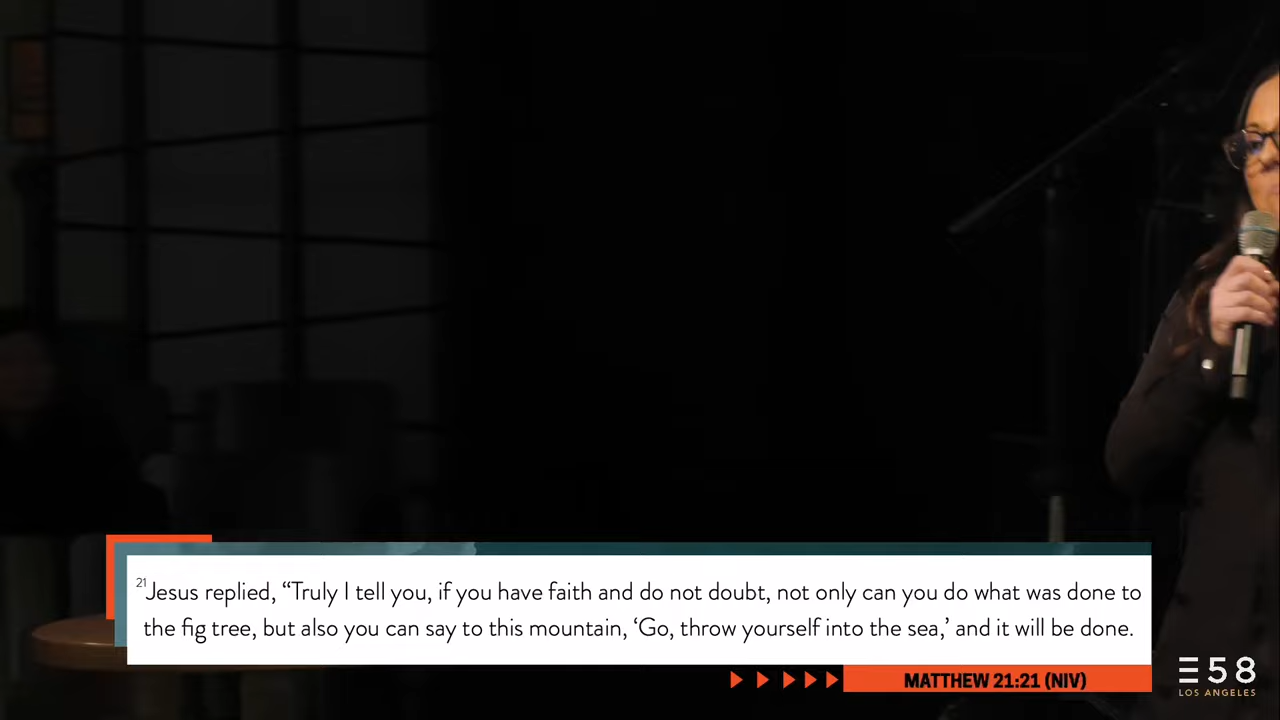 21 Jesus replied, “Truly I tell you, if you have faith and do not doubt, not only can you do what was done to
the fig tree, but also you can say to this mountain, ‘Go, throw yourself into the sea,’ and it will be done.
MATTHEW 21:21 (NIV)
E58
LOS ANGELES